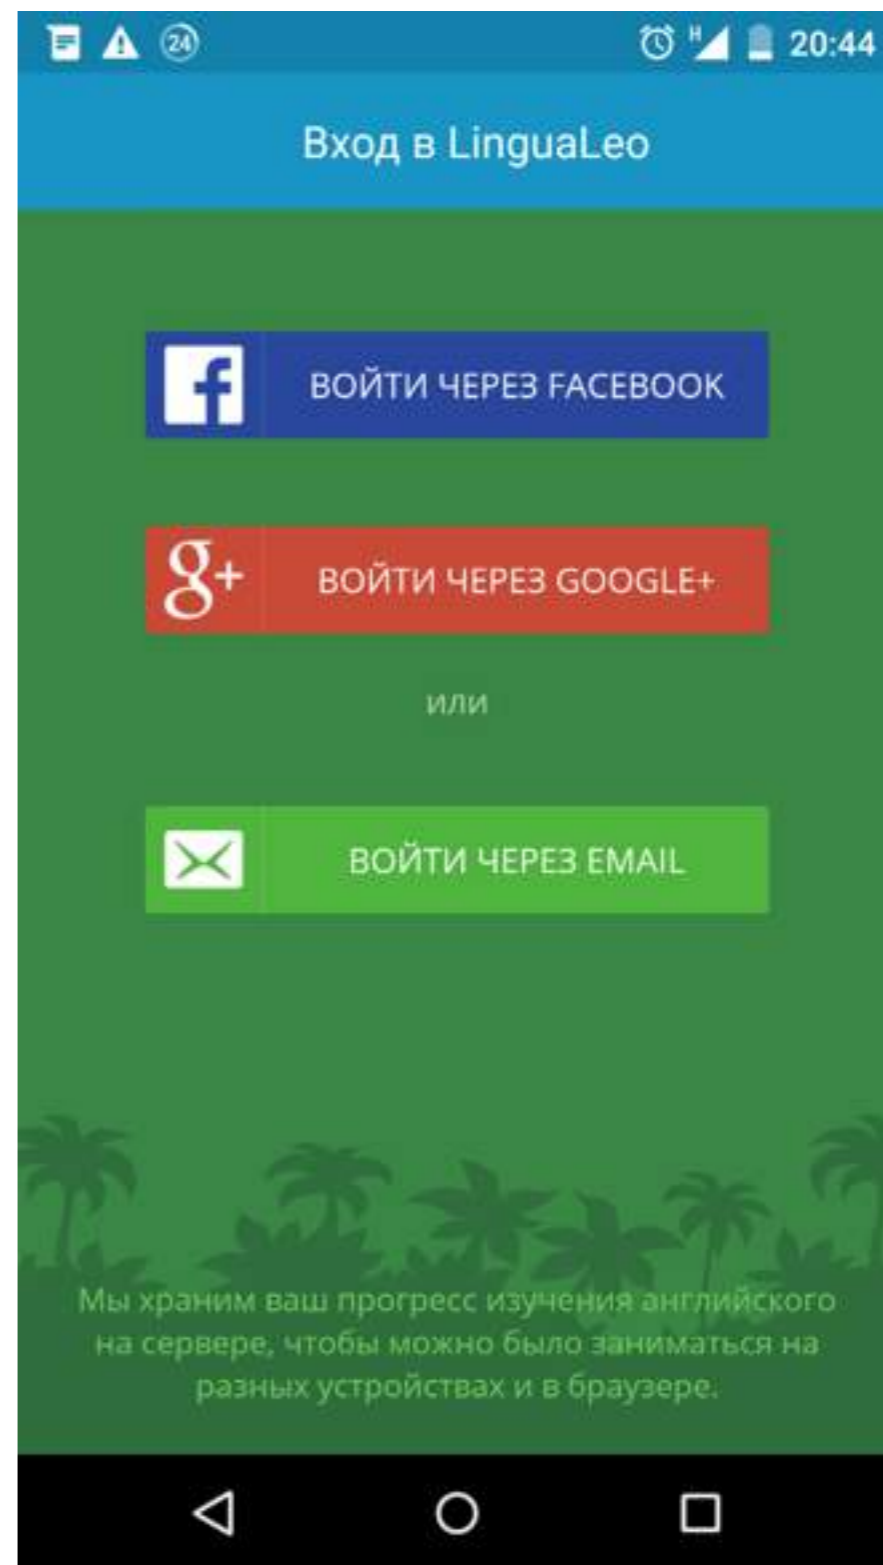 24 H 20:44
Вход в LinguaLeo
f ВОЙТИ ЧЕРЕЗ FACEBOOK
g+ ВОЙТИ ЧЕРЕЗ GOOGLE+
или
ВОЙТИ ЧЕРЕЗ EMAIL
Мы храним ваш прогресс изучения английского
на сервере, чтобы можно было заниматься на
разных устройствах и в браузере.